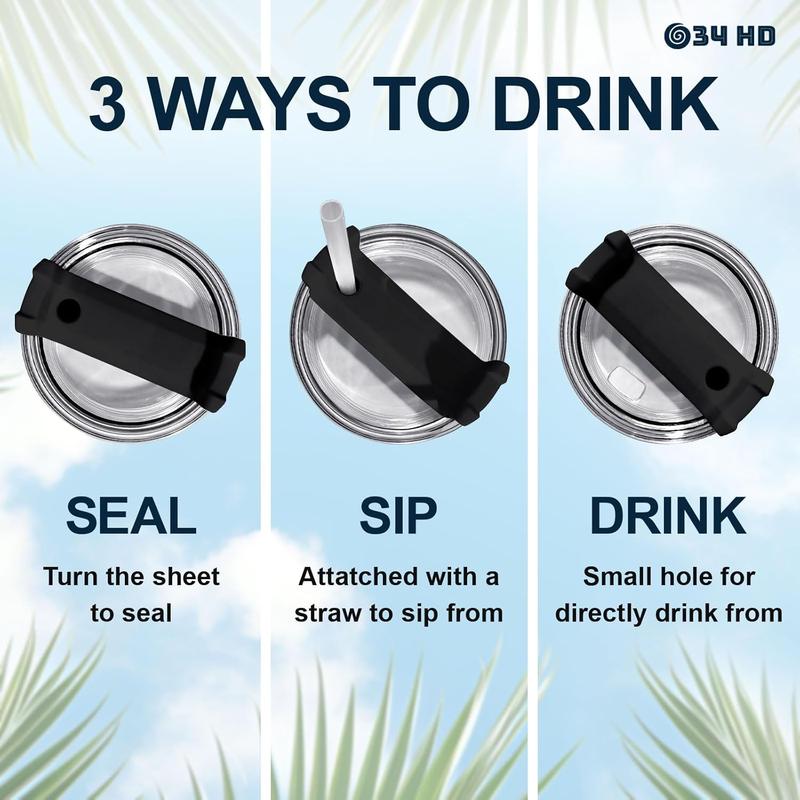 34 HD
3 WAYS TO DRINK
SEAL
Turn the sheet
to seal
SIP
Attatched with a
straw to sip from
DRINK
Small hole for
directly drink from